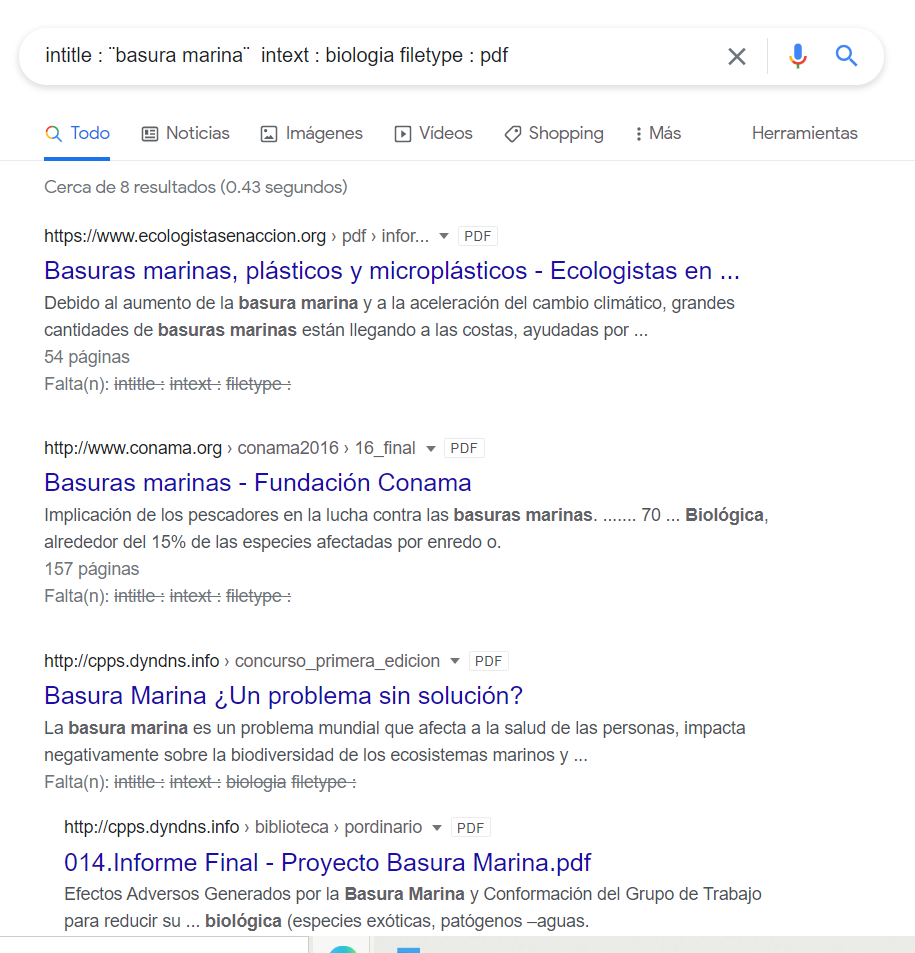 intitle : ¨basura marina¨ intext : biologia filetype : pdf
Todo Noticias Imágenes Vídeos Shopping Más Herramientas
Cerca de 8 resultados (0.43 segundos)
https://www.ecologistasenaccion.org › pdf › infor... PDF
Basuras marinas, plásticos y microplásticos - Ecologistas en ...
Debido al aumento de la basura marina y a la aceleración del cambio climático, grandes
cantidades de basuras marinas están llegando a las costas, ayudadas por ...
54 páginas
Falta(n): intitle : intext : filetype :
http://www.conama.org › conama2016 › 16_final PDF
Basuras marinas - Fundación Conama
Implicación de los pescadores en la lucha contra las basuras marinas. ....... 70 ... Biológica,
alrededor del 15% de las especies afectadas por enredo o.
157 páginas
Falta(n): intitle : intext : filetype :
http://cpps.dyndns.info › concurso_primera_edicion PDF
Basura Marina ¿Un problema sin solución?
La basura marina es un problema mundial que afecta a la salud de las personas, impacta
negativamente sobre la biodiversidad de los ecosistemas marinos y ...
Falta(n): intitle : intext : biologia filetype :
http://cpps.dyndns.info › biblioteca › pordinario PDF
014.Informe Final - Proyecto Basura Marina.pdf
Efectos Adversos Generados por la Basura Marina y Conformación del Grupo de Trabajo
para reducir su ... biológica (especies exóticas, patógenos –aguas.